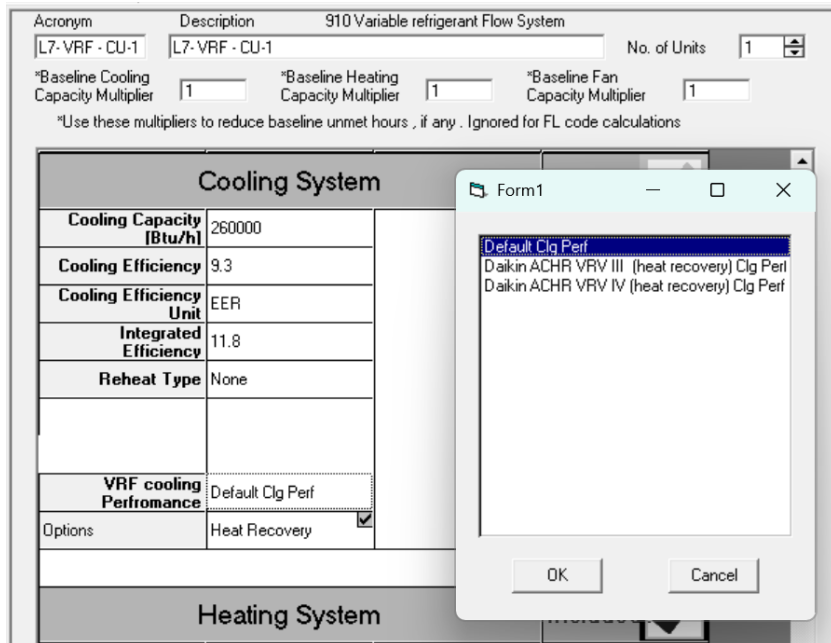 Acronym Description 910 Variable refrigerant Flow System
L7- VRF - CU-1 L7- VRF - CU-1 No. of Units 1
*Baseline Cooling Capacity Multiplier 1 *Baseline Heating Capacity Multiplier 1 *Baseline Fan Capacity Multiplier 1
*Use these multipliers to reduce baseline unmet hours , if any . Ignored for FL code calculations
Cooling System
Cooling Capacity [Btu/h] 260000
Cooling Efficiency 9.3
Cooling Efficiency Unit EER
Integrated Efficiency 11.8
Reheat Type None
VRF cooling Perfromance Default Clg Perf
Options Heat Recovery
Heating System
Form1
Default Clg Perf
Daikin ACHR VRV III (heat recovery) Clg Perf
Daikin ACHR VRV IV (heat recovery) Clg Perf
OK Cancel